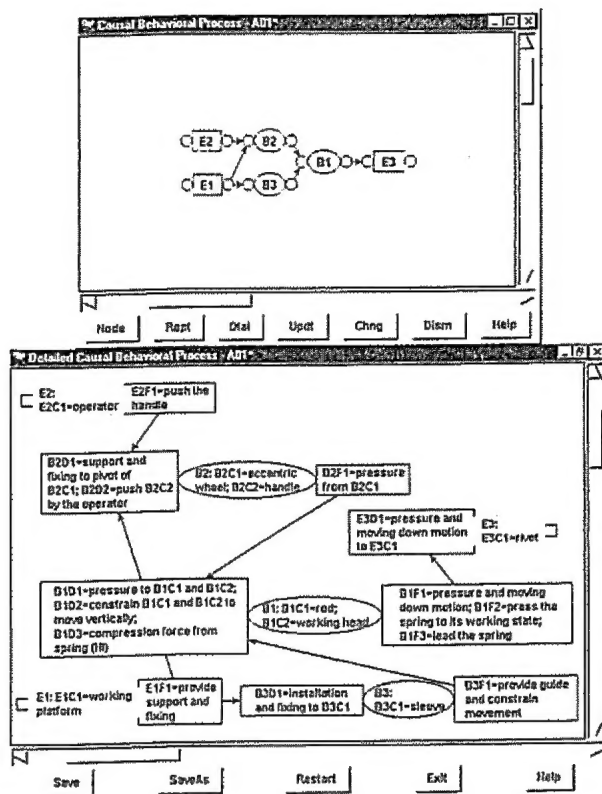 Causal Behavioral Process - A01*
E2
B2
B1
E3
E1
B3
Node
Rept
Dtal
Updt
Chng
Dism
Help
Detailed Causal Behavioral Process - A01*
E2:
E2C1=operator
E2F1=push the
handle
B2D1=support and
fixing to pivot of
B2C1; B2D2=push B2C2
by the operator
B2: B2C1=eccentric
wheel; B2C2=handle
B2F1=pressure
from B2C1
E3D1=pressure and
moving down motion
to E3C1
E3:
E3C1=rivet
B1D1=pressure to B1C1 and B1C2;
B1D2=constrain B1C1 and B1C2 to
move vertically;
B1D3=compression force from
spring
B1: B1C1=rod;
B1C2=working head
B1F1=pressure and moving
down motion; B1F2=press the
spring to its working state;
B1F3=lead the spring
E1: E1C1=working
platform
E1F1=provide
support and
fixing
B3D1=installation
and fixing to B3C1
B3:
B3C1=sleeve
B3F1=provide guide
and constrain
movement
Save
SaveAs
Restart
Exit
Help